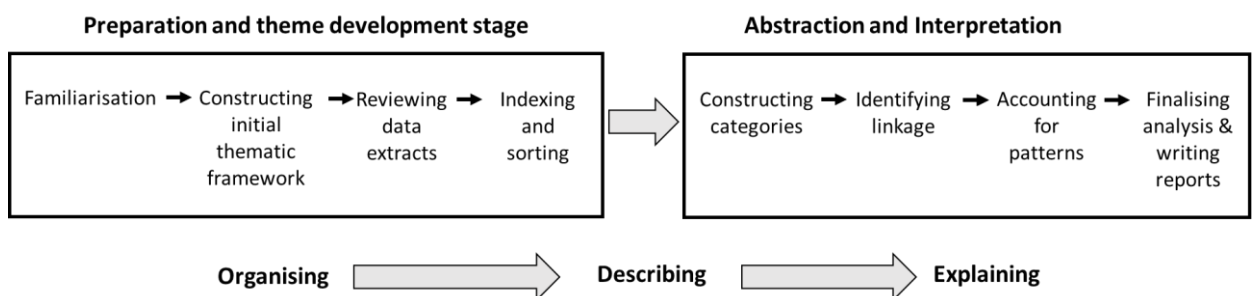 Preparation and theme development stage
Familiarisation
Constructing
initial
thematic
framework
Reviewing
data
extracts
Indexing
and
sorting
Abstraction and Interpretation
Constructing
categories
Identifying
linkage
Accounting
for
patterns
Finalising
analysis &
writing
reports
Organising
Describing
Explaining